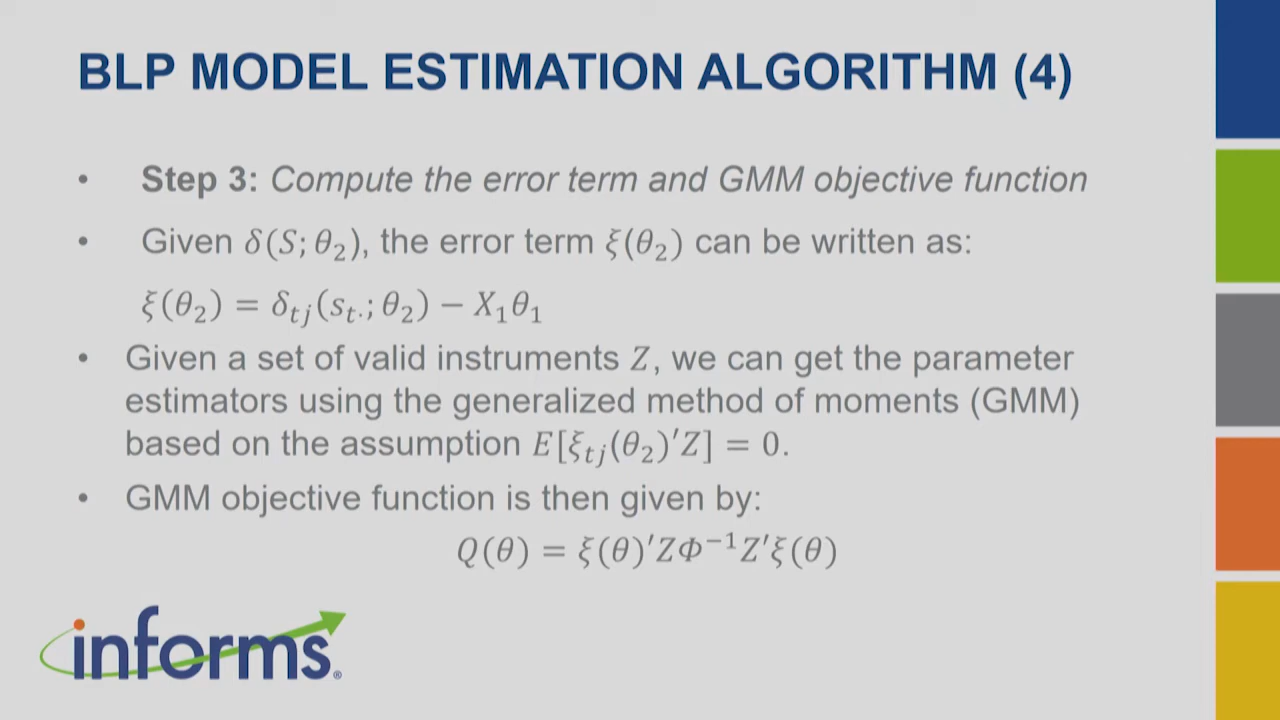 BLP MODEL ESTIMATION ALGORITHM (4)
• Step 3: Compute the error term and GMM objective function
• Given δ(S; θ₂), the error term ξ(θ₂) can be written as:
ξ(θ₂) = δₜⱼ(sₜ.; θ₂) − X₁θ₁
• Given a set of valid instruments Z, we can get the parameter
estimators using the generalized method of moments (GMM)
based on the assumption E[ξₜⱼ(θ₂)′Z] = 0.
• GMM objective function is then given by:
Q(θ) = ξ(θ)′ZΦ⁻¹Z′ξ(θ)
informs®